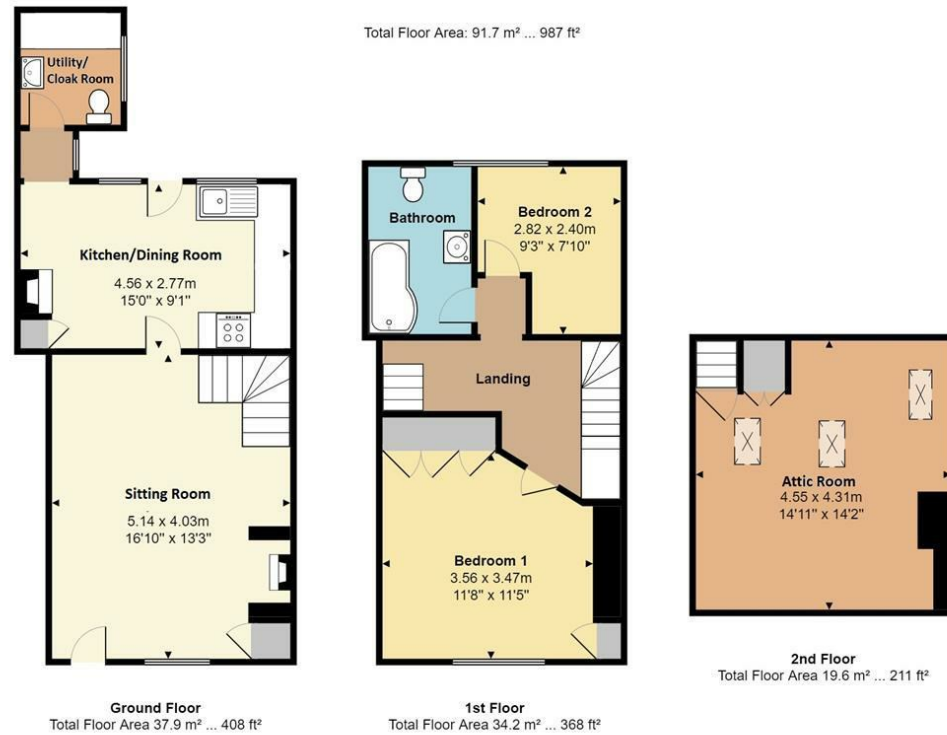 Total Floor Area: 91.7 m² ... 987 ft²
Utility/
Cloak Room
Kitchen/Dining Room
4.56 x 2.77m
15'0" x 9'1"
Sitting Room
5.14 x 4.03m
16'10" x 13'3"
Ground Floor
Total Floor Area 37.9 m² ... 408 ft²
Bathroom
Bedroom 2
2.82 x 2.40m
9'3" x 7'10"
Landing
Bedroom 1
3.56 x 3.47m
11'8" x 11'5"
1st Floor
Total Floor Area 34.2 m² ... 368 ft²
Attic Room
4.55 x 4.31m
14'11" x 14'2"
2nd Floor
Total Floor Area 19.6 m² ... 211 ft²